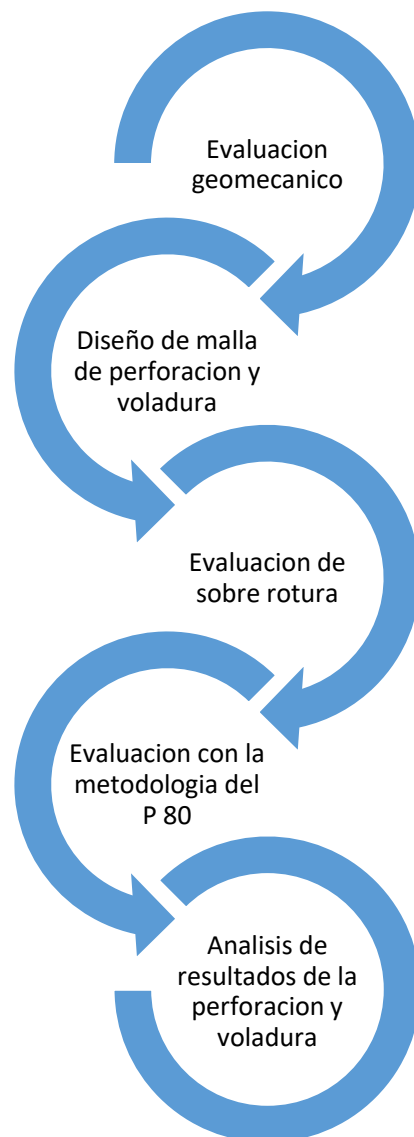 Evaluacion
geomecanico
Diseño de malla
de perforacion y
voladura
Evaluacion de
sobre rotura
Evaluacion con la
metodologia del
P 80
Analisis de
resultados de la
perforacion y
voladura